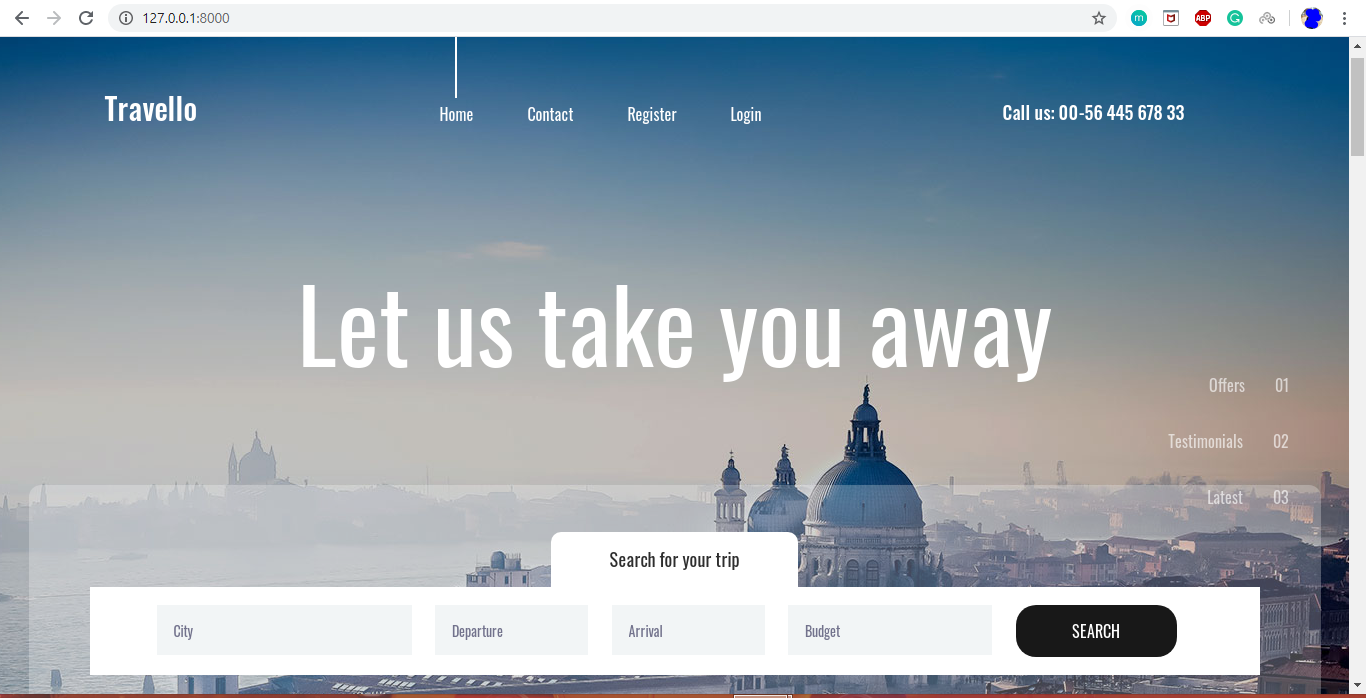 127.0.0.1:8000
m
ABP
G
Travello
Home
Contact
Register
Login
Call us: 00-56 445 678 33
Let us take you away
Offers 01
Testimonials 02
Latest 03
Search for your trip
City
Departure
Arrival
Budget
SEARCH